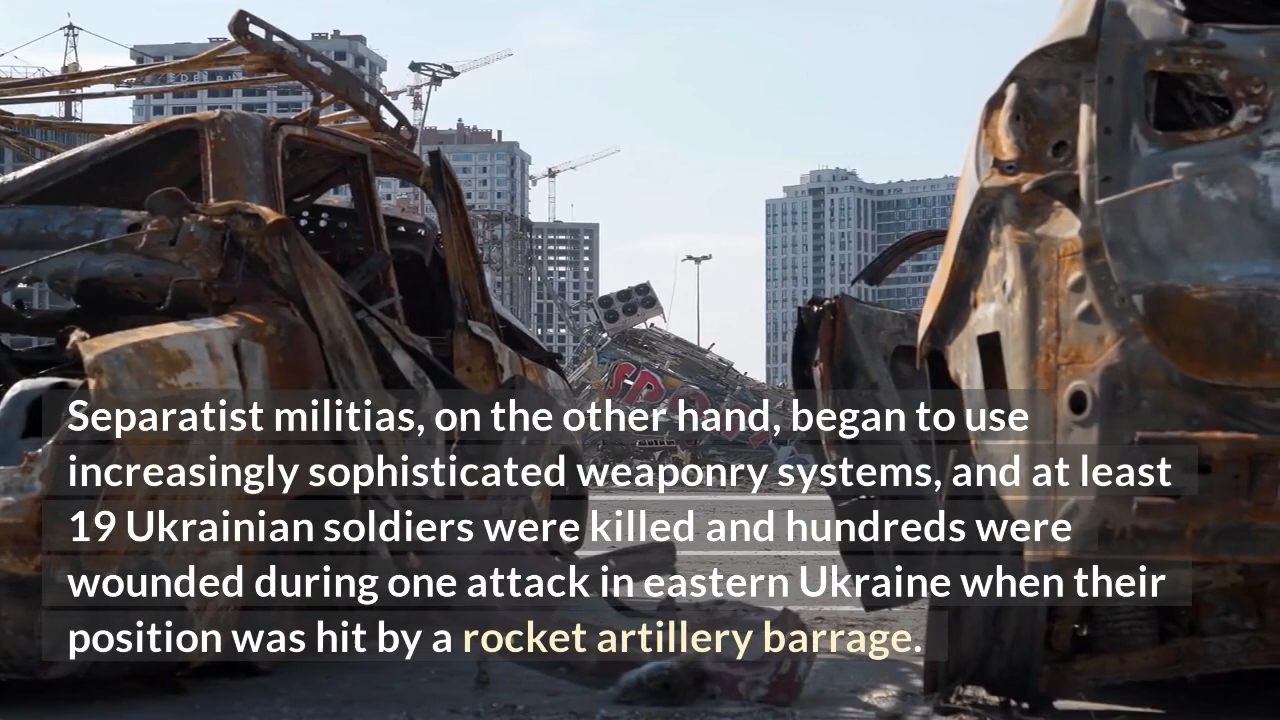 Separatist militias, on the other hand, began to use
increasingly sophisticated weaponry systems, and at least
19 Ukrainian soldiers were killed and hundreds were
wounded during one attack in eastern Ukraine when their
position was hit by a rocket artillery barrage.